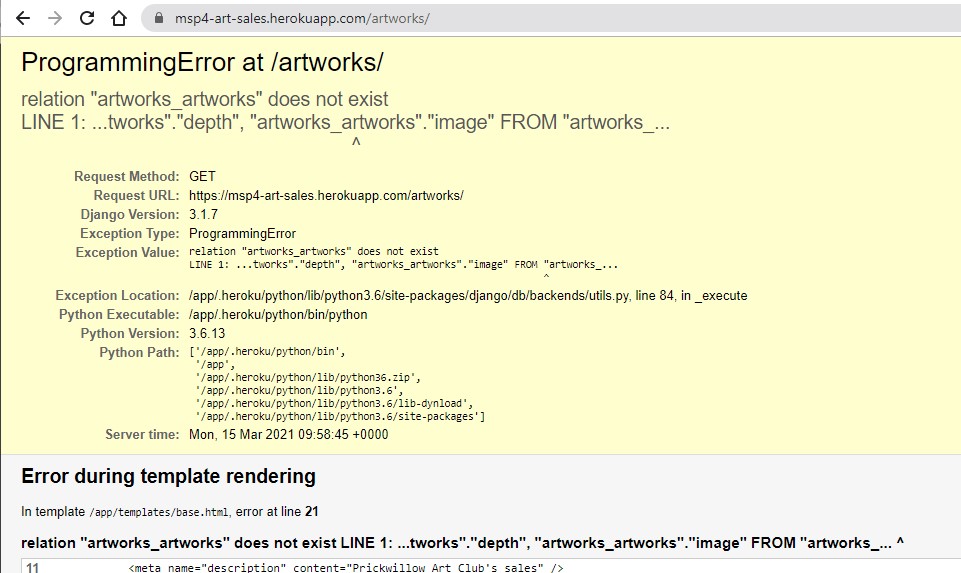 msp4-art-sales.herokuapp.com/artworks/
ProgrammingError at /artworks/
relation "artworks_artworks" does not exist
LINE 1: ...tworks"."depth", "artworks_artworks"."image" FROM "artworks_...
^
Request Method: GET
Request URL: https://msp4-art-sales.herokuapp.com/artworks/
Django Version: 3.1.7
Exception Type: ProgrammingError
Exception Value: relation "artworks_artworks" does not exist
LINE 1: ...tworks"."depth", "artworks_artworks"."image" FROM "artworks_...
^
Exception Location: /app/.heroku/python/lib/python3.6/site-packages/django/db/backends/utils.py, line 84, in _execute
Python Executable: /app/.heroku/python/bin/python
Python Version: 3.6.13
Python Path: ['/app/.heroku/python/bin',
'/app',
'/app/.heroku/python/lib/python36.zip',
'/app/.heroku/python/lib/python3.6',
'/app/.heroku/python/lib/python3.6/lib-dynload',
'/app/.heroku/python/lib/python3.6/site-packages']
Server time: Mon, 15 Mar 2021 09:58:45 +0000
Error during template rendering
In template /app/templates/base.html, error at line 21
relation "artworks_artworks" does not exist LINE 1: ...tworks"."depth", "artworks_artworks"."image" FROM "artworks_... ^
11 <meta name="description" content="Prickwillow Art Club's sales" />